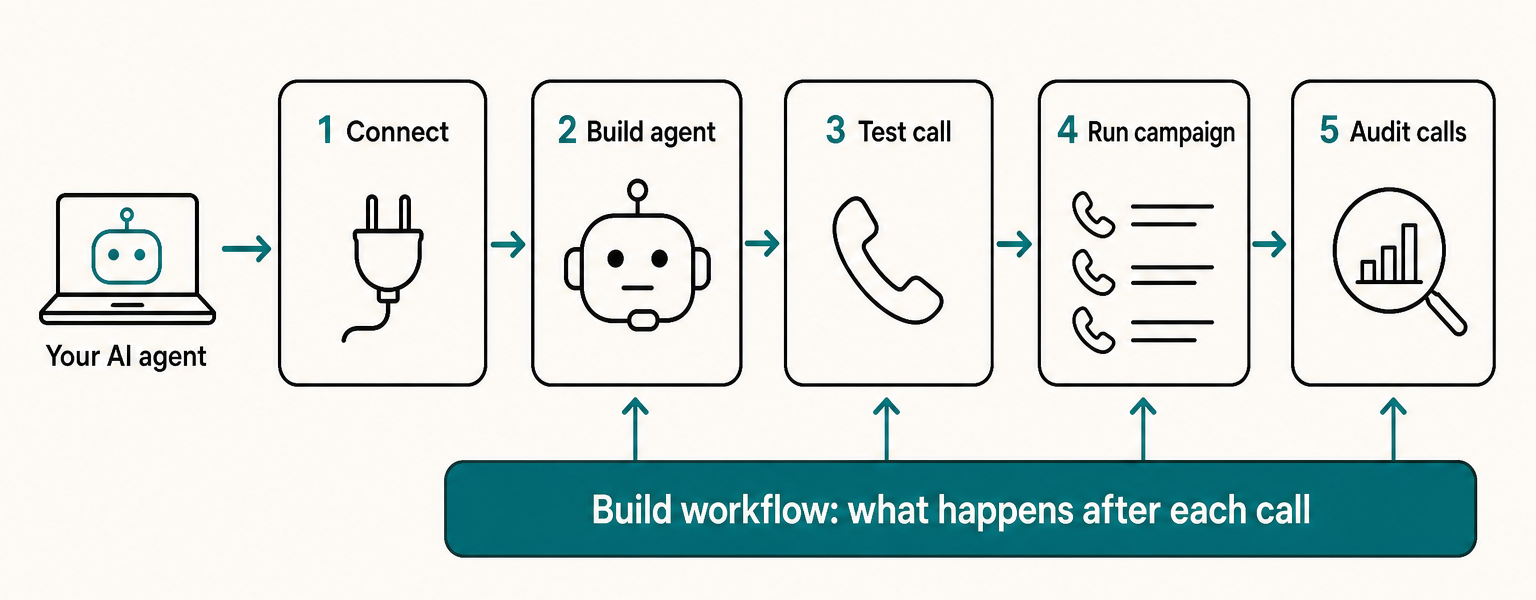 1 Connect
2 Build agent
3 Test call
4 Run campaign
5 Audit calls
Your AI agent
Build workflow: what happens after each call